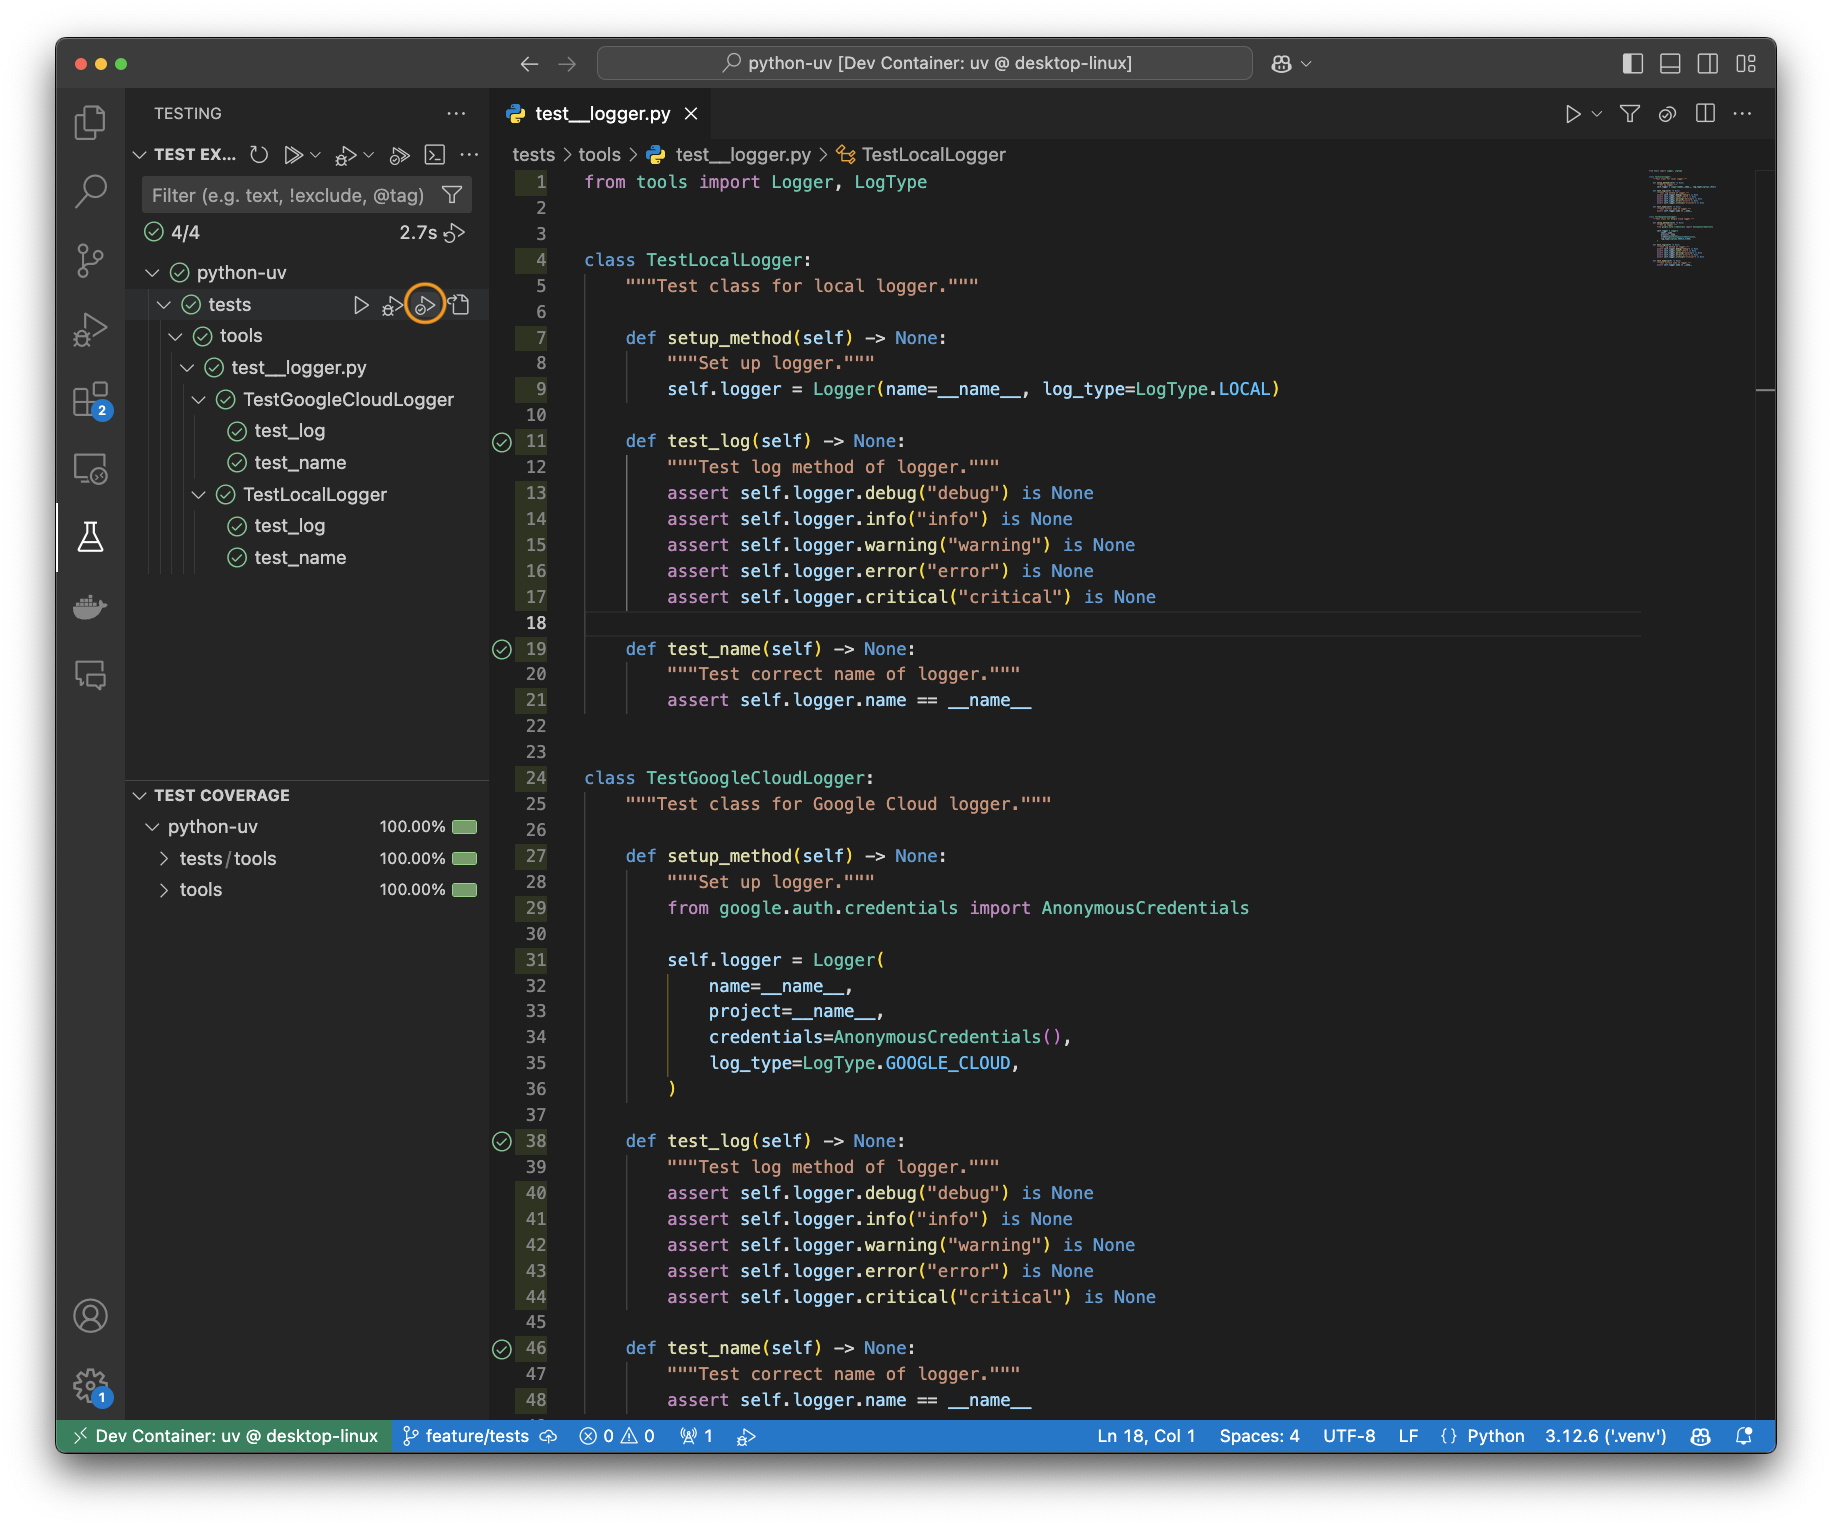 python-uv [Dev Container: uv @ desktop-linux]
TESTING
TEST EX...
Filter (e.g. text, !exclude, @tag)
4/4 2.7s
python-uv
tests
tools
test__logger.py
TestGoogleCloudLogger
test_log
test_name
TestLocalLogger
test_log
test_name
2
TEST COVERAGE
python-uv 100.00%
tests/tools 100.00%
tools 100.00%
1
test__logger.py
tests > tools > test__logger.py > TestLocalLogger
1 from tools import Logger, LogType
2
3
4 class TestLocalLogger:
5 """Test class for local logger."""
6
7 def setup_method(self) -> None:
8 """Set up logger."""
9 self.logger = Logger(name=__name__, log_type=LogType.LOCAL)
10
11 def test_log(self) -> None:
12 """Test log method of logger."""
13 assert self.logger.debug("debug") is None
14 assert self.logger.info("info") is None
15 assert self.logger.warning("warning") is None
16 assert self.logger.error("error") is None
17 assert self.logger.critical("critical") is None
18
19 def test_name(self) -> None:
20 """Test correct name of logger."""
21 assert self.logger.name == __name__
22
23
24 class TestGoogleCloudLogger:
25 """Test class for Google Cloud logger."""
26
27 def setup_method(self) -> None:
28 """Set up logger."""
29 from google.auth.credentials import AnonymousCredentials
30
31 self.logger = Logger(
32 name=__name__,
33 project=__name__,
34 credentials=AnonymousCredentials(),
35 log_type=LogType.GOOGLE_CLOUD,
36 )
37
38 def test_log(self) -> None:
39 """Test log method of logger."""
40 assert self.logger.debug("debug") is None
41 assert self.logger.info("info") is None
42 assert self.logger.warning("warning") is None
43 assert self.logger.error("error") is None
44 assert self.logger.critical("critical") is None
45
46 def test_name(self) -> None:
47 """Test correct name of logger."""
48 assert self.logger.name == __name__
Dev Container: uv @ desktop-linux feature/tests 0 0 1 Ln 18, Col 1 Spaces: 4 UTF-8 LF {} Python 3.12.6 ('.venv')